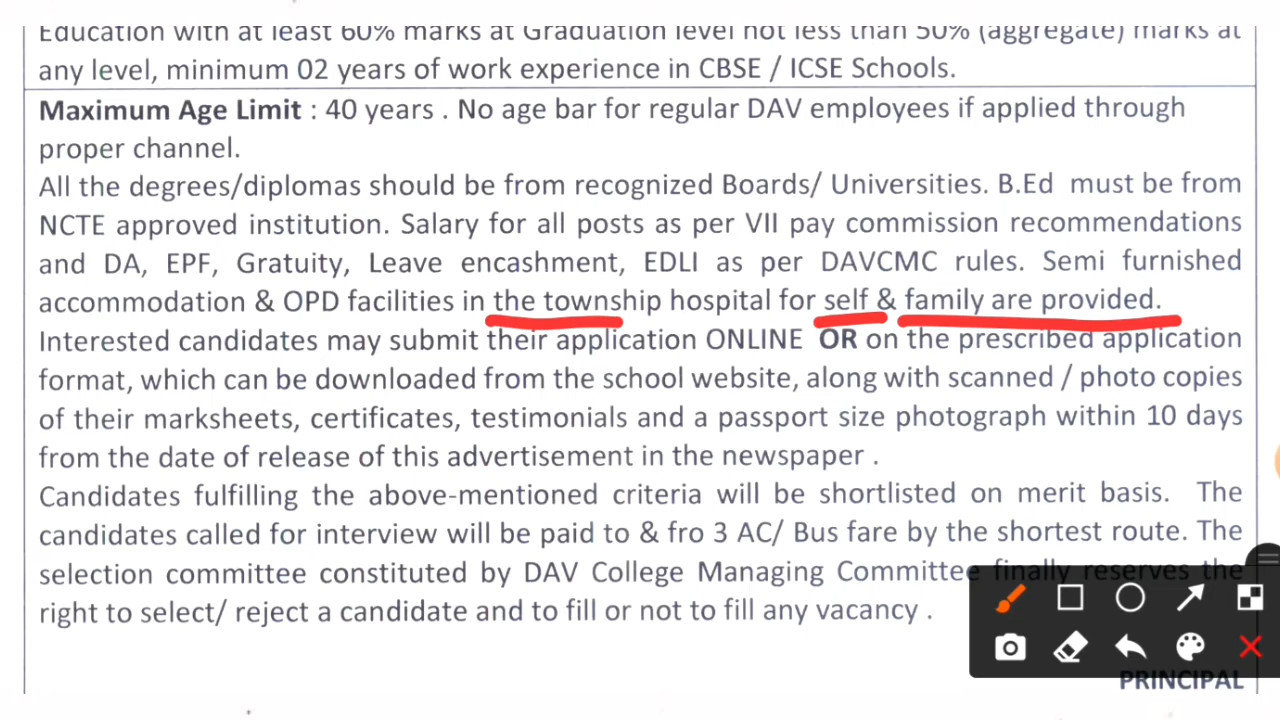 Education with at least 60% marks at Graduation level not less than 50% (aggregate) marks at
any level, minimum 02 years of work experience in CBSE / ICSE Schools.
Maximum Age Limit : 40 years . No age bar for regular DAV employees if applied through
proper channel.
All the degrees/diplomas should be from recognized Boards/ Universities. B.Ed must be from
NCTE approved institution. Salary for all posts as per VII pay commission recommendations
and DA, EPF, Gratuity, Leave encashment, EDLI as per DAVCMC rules. Semi furnished
accommodation & OPD facilities in the township hospital for self & family are provided.
Interested candidates may submit their application ONLINE OR on the prescribed application
format, which can be downloaded from the school website, along with scanned / photo copies
of their marksheets, certificates, testimonials and a passport size photograph within 10 days
from the date of release of this advertisement in the newspaper .
Candidates fulfilling the above-mentioned criteria will be shortlisted on merit basis. The
candidates called for interview will be paid to & fro 3 AC/ Bus fare by the shortest route. The
selection committee constituted by DAV College Managing Committee finally reserves the
right to select/ reject a candidate and to fill or not to fill any vacancy .
PRINCIPAL